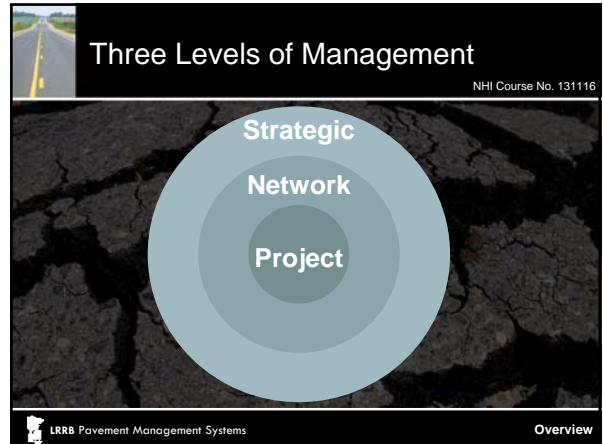 Three Levels of Management
NHI Course No. 131116
Strategic
Network
Project
LRRB Pavement Management Systems
Overview